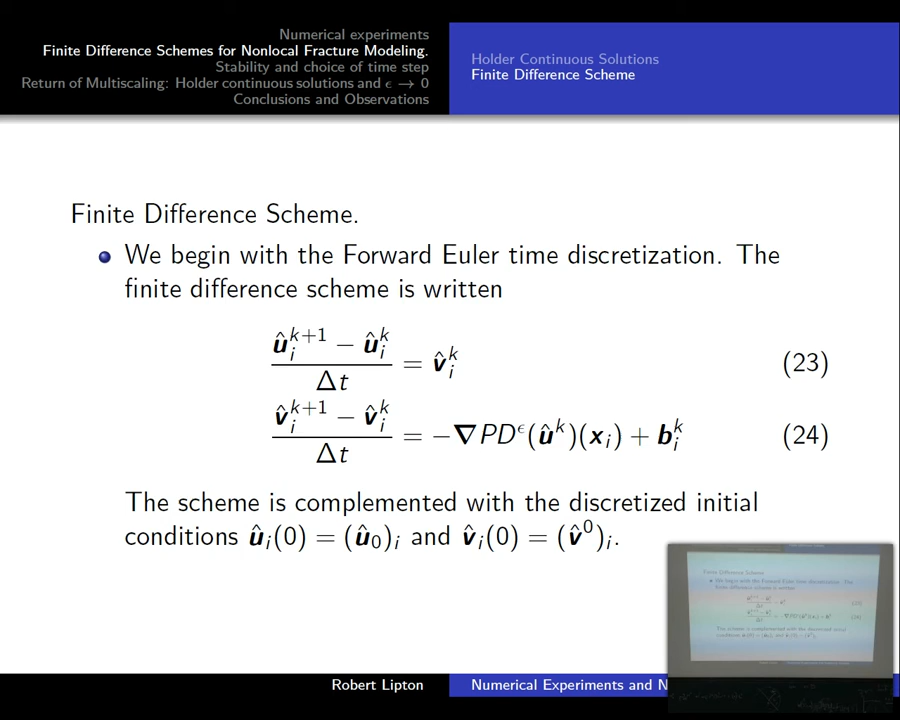 Numerical experiments
Finite Difference Schemes for Nonlocal Fracture Modeling.
Stability and choice of time step
Return of Multiscaling: Holder continuous solutions and ϵ → 0
Conclusions and Observations
Holder Continuous Solutions
Finite Difference Scheme
Finite Difference Scheme.
We begin with the Forward Euler time discretization. The
finite difference scheme is written
(û_i^{k+1} − û_i^k) / Δt = v̂_i^k (23)
(v̂_i^{k+1} − v̂_i^k) / Δt = −∇PD^ϵ(û^k)(x_i) + b_i^k (24)
The scheme is complemented with the discretized initial
conditions û_i(0) = (û_0)_i and v̂_i(0) = (v̂^0)_i.
Robert Lipton
Numerical Experiments and N